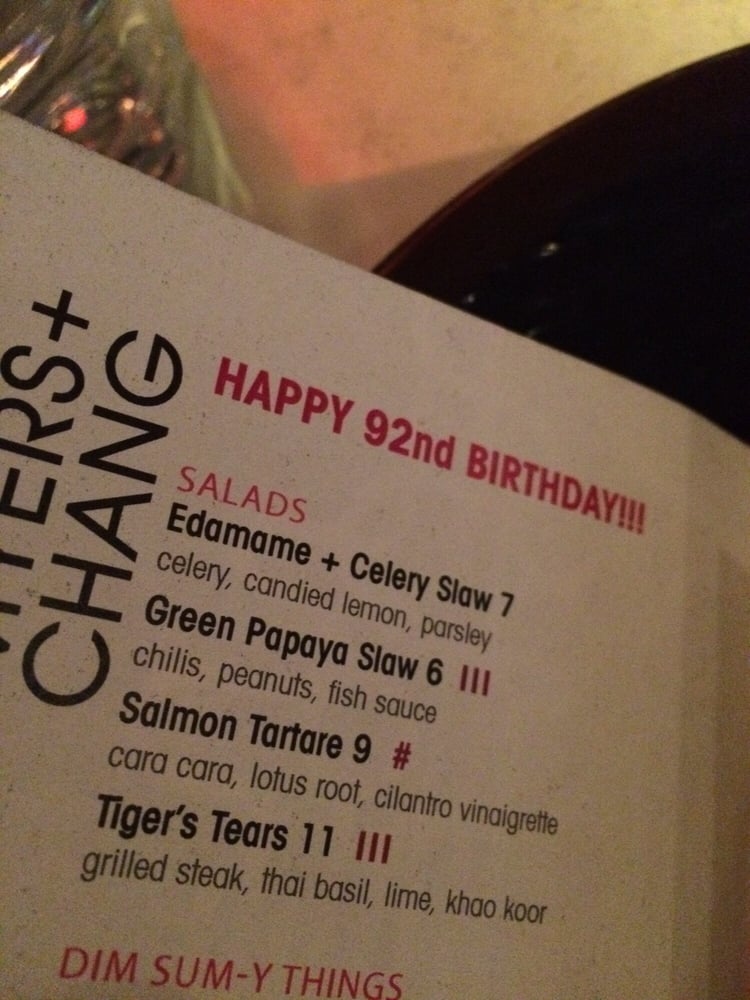 CHANG
HAPPY 92nd BIRTHDAY!!!
SALADS
Edamame + Celery Slaw 7
celery, candied lemon, parsley
Green Papaya Slaw 6 III
chilis, peanuts, fish sauce
Salmon Tartare 9 #
cara cara, lotus root, cilantro vinaigrette
Tiger's Tears 11 III
grilled steak, thai basil, lime, khao koor
DIM SUM-Y THINGS